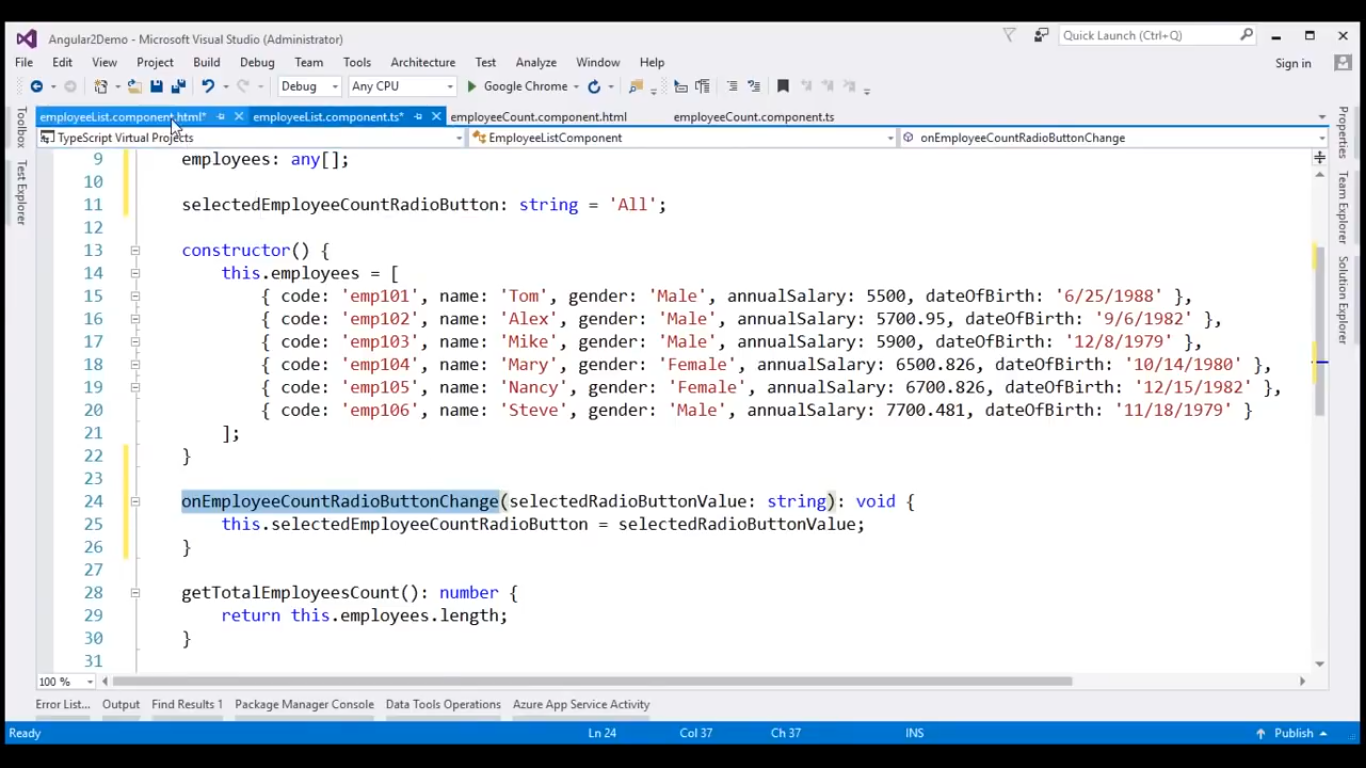 Angular2Demo - Microsoft Visual Studio (Administrator)
Quick Launch (Ctrl+Q)
File Edit View Project Build Debug Team Tools Architecture Test Analyze Window Help
Sign in
Debug Any CPU Google Chrome
employeeList.component.html* employeeList.component.ts* employeeCount.component.html employeeCount.component.ts
TypeScript Virtual Projects EmployeeListComponent onEmployeeCountRadioButtonChange
Toolbox
Test Explorer
Properties
Team Explorer
Solution Explorer
9 employees: any[];
10
11 selectedEmployeeCountRadioButton: string = 'All';
12
13 constructor() {
14 this.employees = [
15 { code: 'emp101', name: 'Tom', gender: 'Male', annualSalary: 5500, dateOfBirth: '6/25/1988' },
16 { code: 'emp102', name: 'Alex', gender: 'Male', annualSalary: 5700.95, dateOfBirth: '9/6/1982' },
17 { code: 'emp103', name: 'Mike', gender: 'Male', annualSalary: 5900, dateOfBirth: '12/8/1979' },
18 { code: 'emp104', name: 'Mary', gender: 'Female', annualSalary: 6500.826, dateOfBirth: '10/14/1980' },
19 { code: 'emp105', name: 'Nancy', gender: 'Female', annualSalary: 6700.826, dateOfBirth: '12/15/1982' },
20 { code: 'emp106', name: 'Steve', gender: 'Male', annualSalary: 7700.481, dateOfBirth: '11/18/1979' }
21 ];
22 }
23
24 onEmployeeCountRadioButtonChange(selectedRadioButtonValue: string): void {
25 this.selectedEmployeeCountRadioButton = selectedRadioButtonValue;
26 }
27
28 getTotalEmployeesCount(): number {
29 return this.employees.length;
30 }
31
100 %
Error List... Output Find Results 1 Package Manager Console Data Tools Operations Azure App Service Activity
Ready Ln 24 Col 37 Ch 37 INS Publish